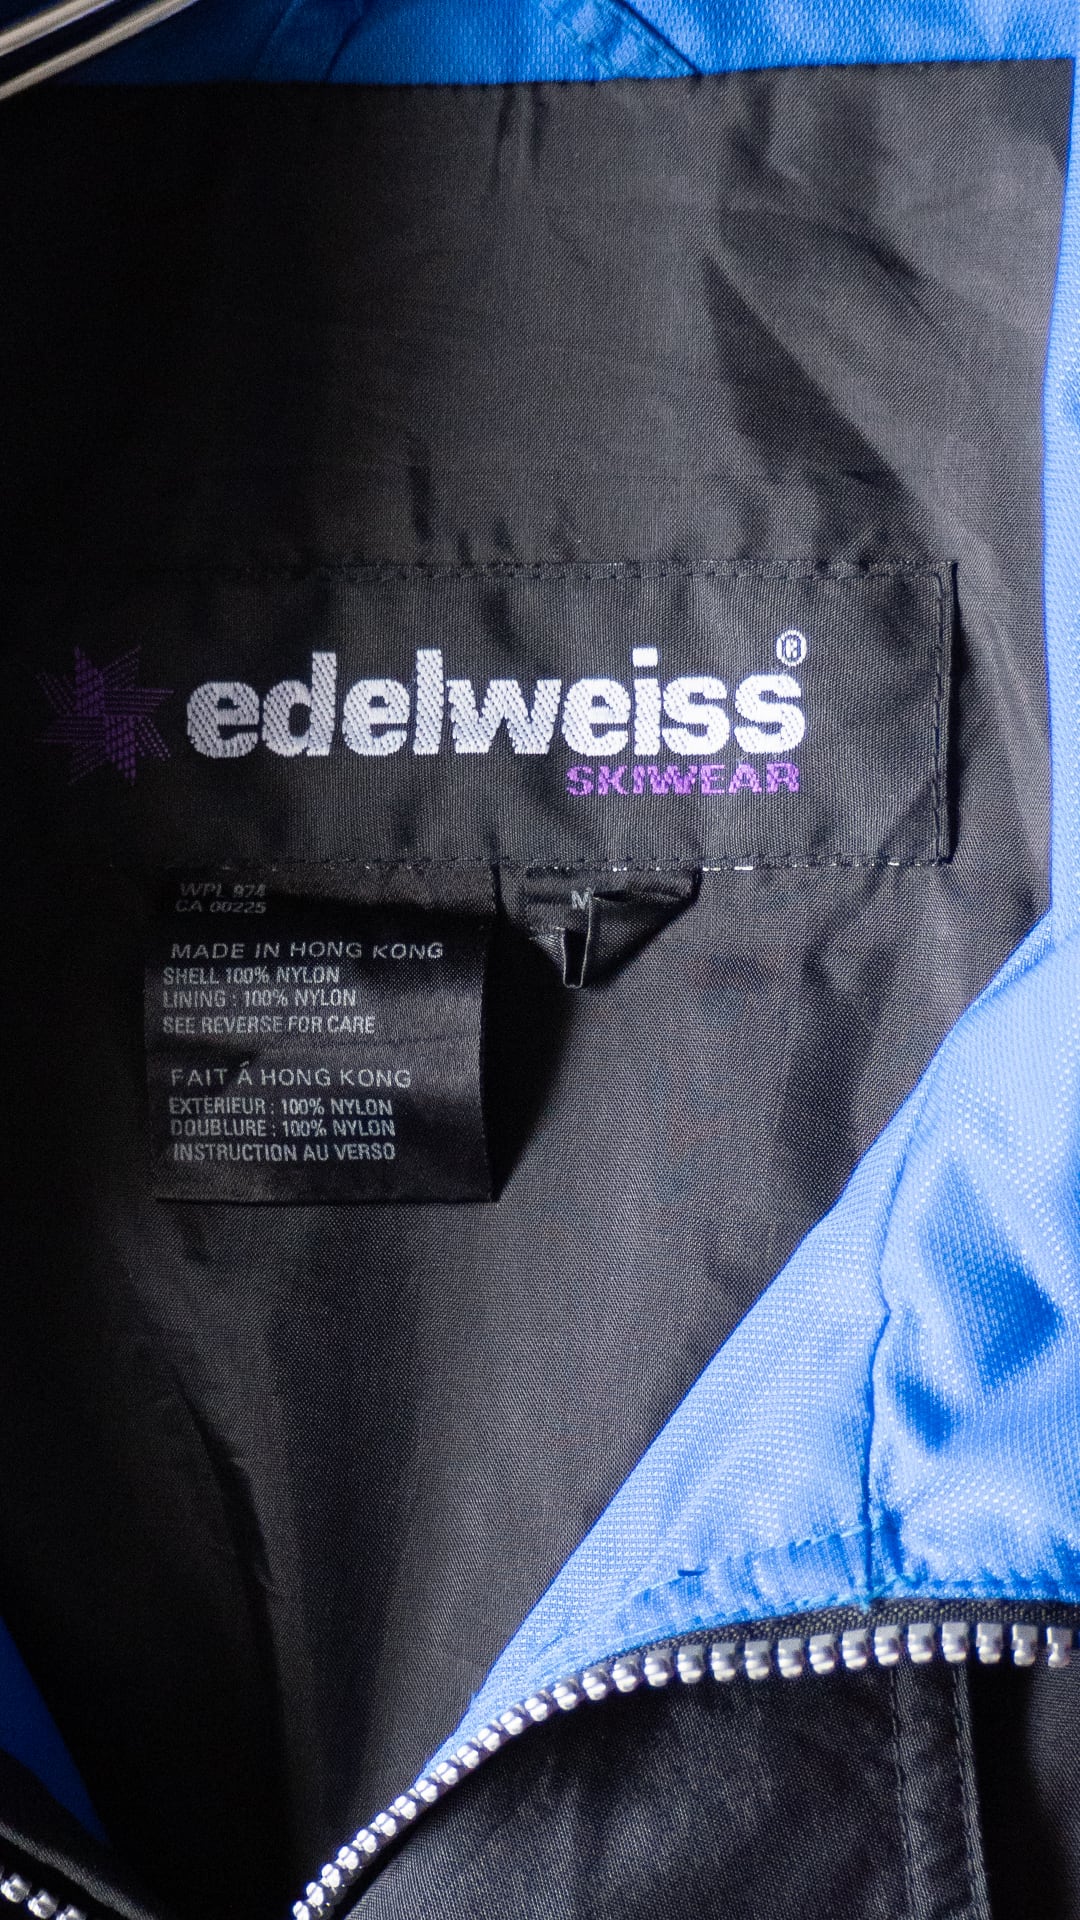 edelweiss®
SKIWEAR
M
WPL 974
CA 00225
MADE IN HONG KONG
SHELL 100% NYLON
LINING : 100% NYLON
SEE REVERSE FOR CARE
FAIT Á HONG KONG
EXTERIEUR : 100% NYLON
DOUBLURE : 100% NYLON
INSTRUCTION AU VERSO